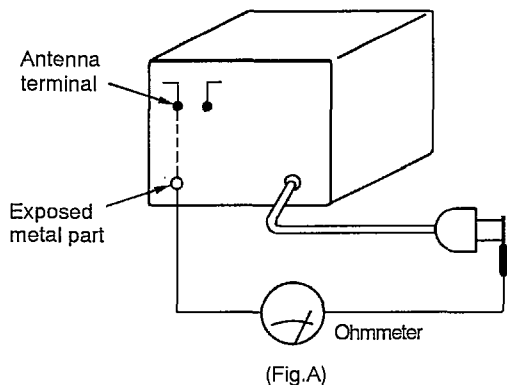 Antenna
terminal
Exposed
metal part
Ohmmeter
(Fig.A)